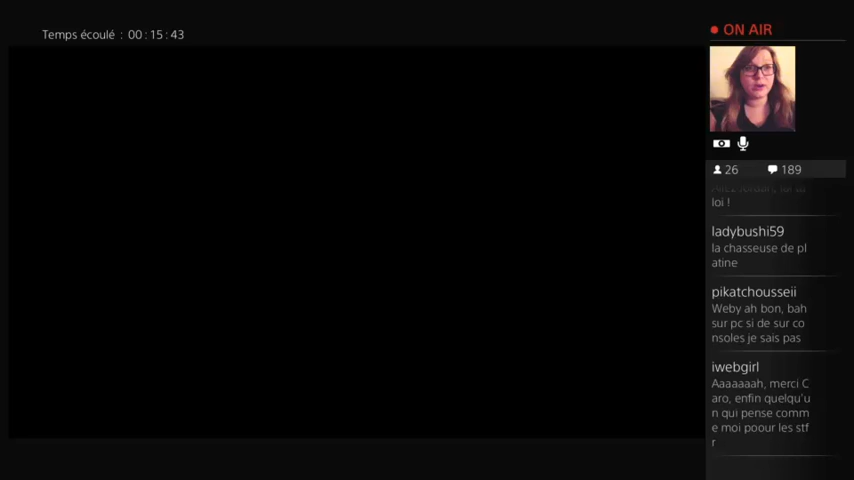 Temps écoulé : 00:15:43
ON AIR
26
189
loi !
ladybushi59
la chasseuse de pl
atine
pikatchousseii
Weby ah bon, bah
sur pc si de sur co
nsoles je sais pas
iwebgirl
Aaaaaaah, merci C
aro, enfin quelqu'u
n qui pense comm
e moi poour les stf
r